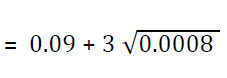 = 0.09 + 3 √0.0008